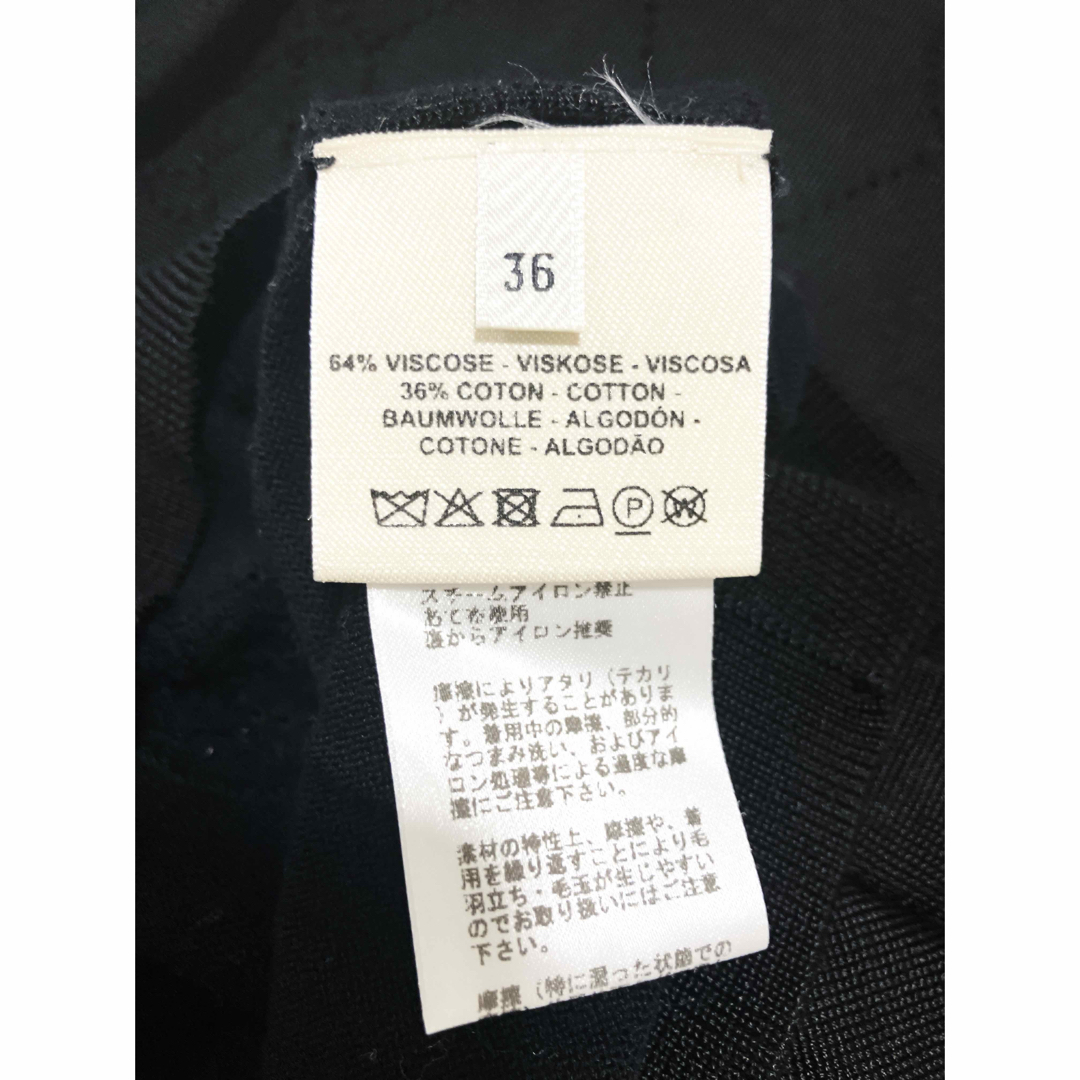 36
64% VISCOSE - VISKOSE - VISCOSA
36% COTON - COTTON -
BAUMWOLLE - ALGODÓN -
COTONE - ALGODÃO
P
W
スチームアイロン禁止
あて布使用
裏からアイロン推奨
摩擦によりアタリ（テカリ
）が発生することがありま
す。着用中の摩擦、部分的
なつまみ洗い、およびアイ
ロン処理等による過度な摩
擦にご注意下さい。
素材の特性上、摩擦や、着
用を繰り返すことにより毛
羽立ち・毛玉が生じやすい
のでお取り扱いにはご注意
下さい。
摩擦（特に湿った状態での